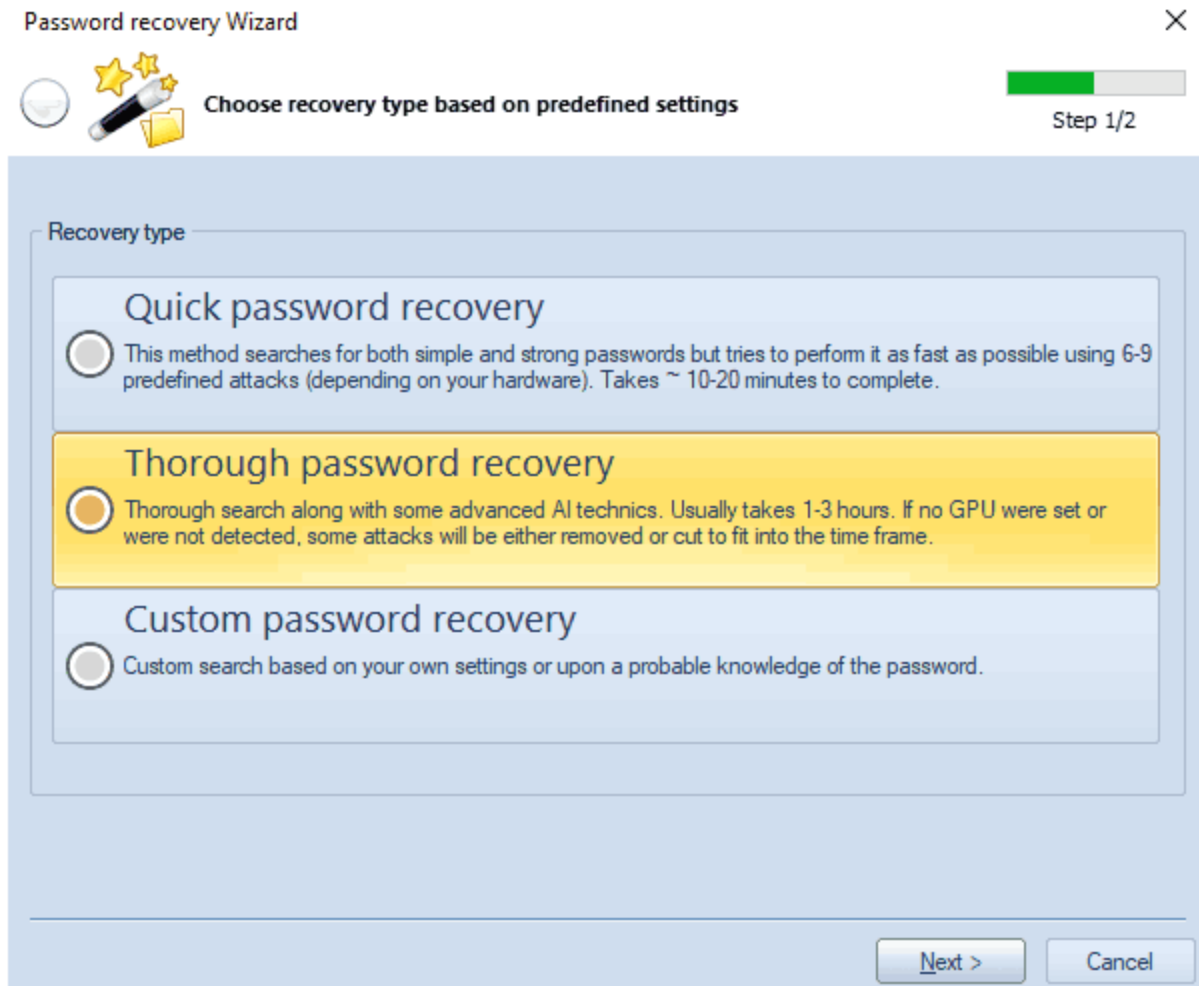 Password recovery Wizard
Choose recovery type based on predefined settings
Step 1/2
Recovery type
Quick password recovery
This method searches for both simple and strong passwords but tries to perform it as fast as possible using 6-9
predefined attacks (depending on your hardware). Takes ~ 10-20 minutes to complete.
Thorough password recovery
Thorough search along with some advanced AI technics. Usually takes 1-3 hours. If no GPU were set or
were not detected, some attacks will be either removed or cut to fit into the time frame.
Custom password recovery
Custom search based on your own settings or upon a probable knowledge of the password.
Next >
Cancel